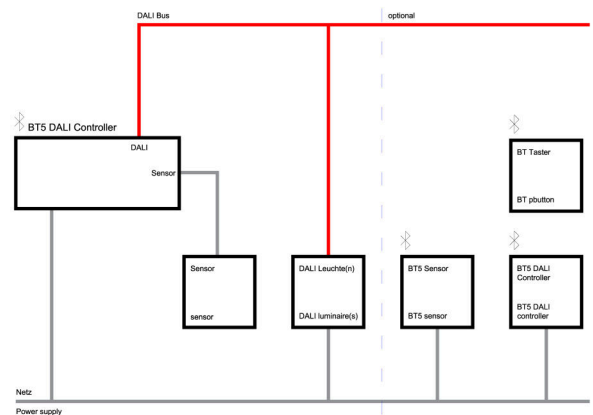 DALI Bus
optional
BT5 DALI Controller
DALI
Sensor
BT Taster
BT pbutton
Sensor
sensor
DALI Leuchte(n)
DALI luminaire(s)
BT5 Sensor
BT5 sensor
BT5 DALI
Controller
BT5 DALI
controller
Netz
Power supply